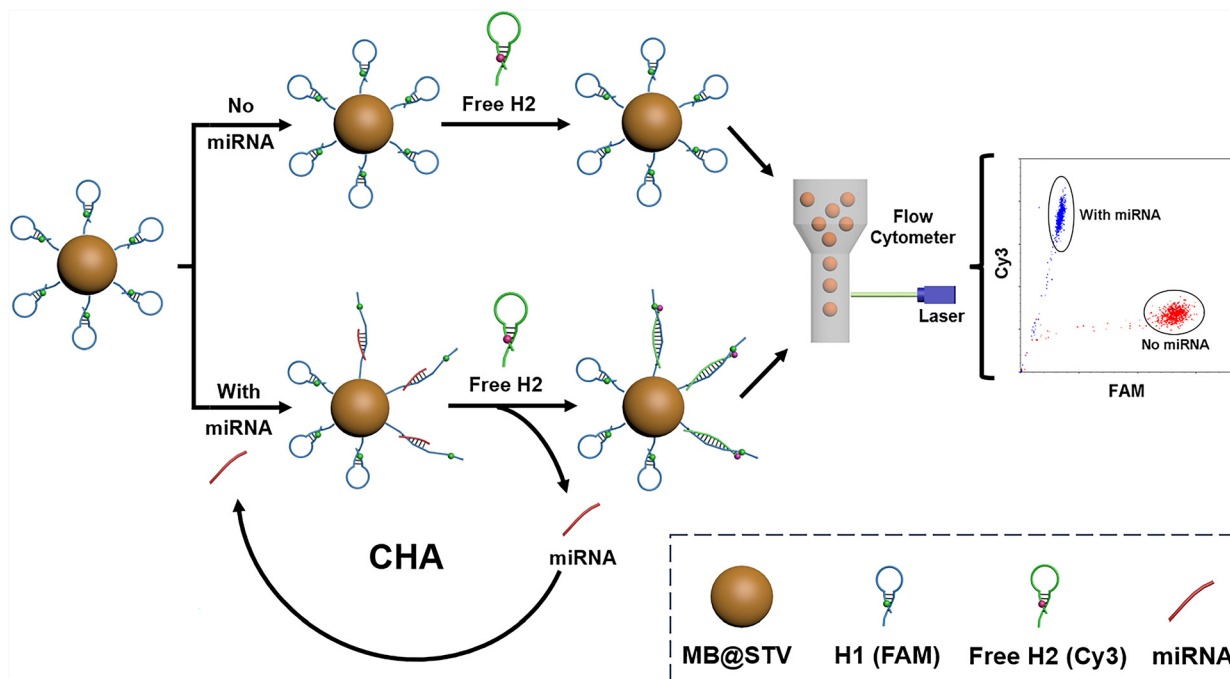 No
miRNA
Free H2
Flow
Cytometer
Laser
Cy3
With miRNA
No miRNA
FAM
With
miRNA
Free H2
CHA
miRNA
MB@STV
H1 (FAM)
Free H2 (Cy3)
miRNA